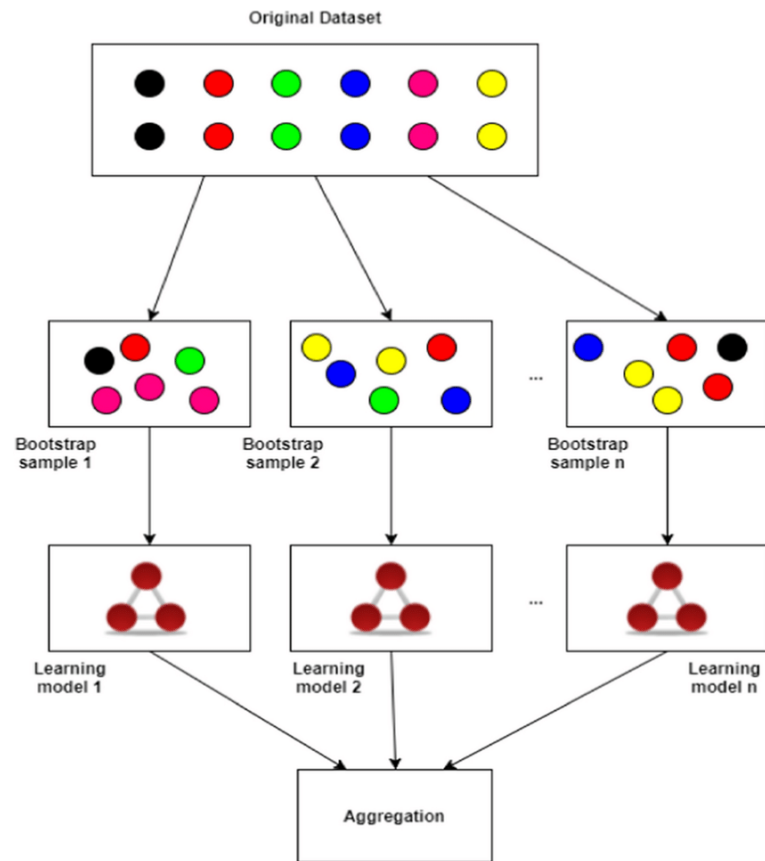 Original Dataset
Bootstrap
sample 1
Bootstrap
sample 2
...
Bootstrap
sample n
Learning
model 1
Learning
model 2
...
Learning
model n
Aggregation